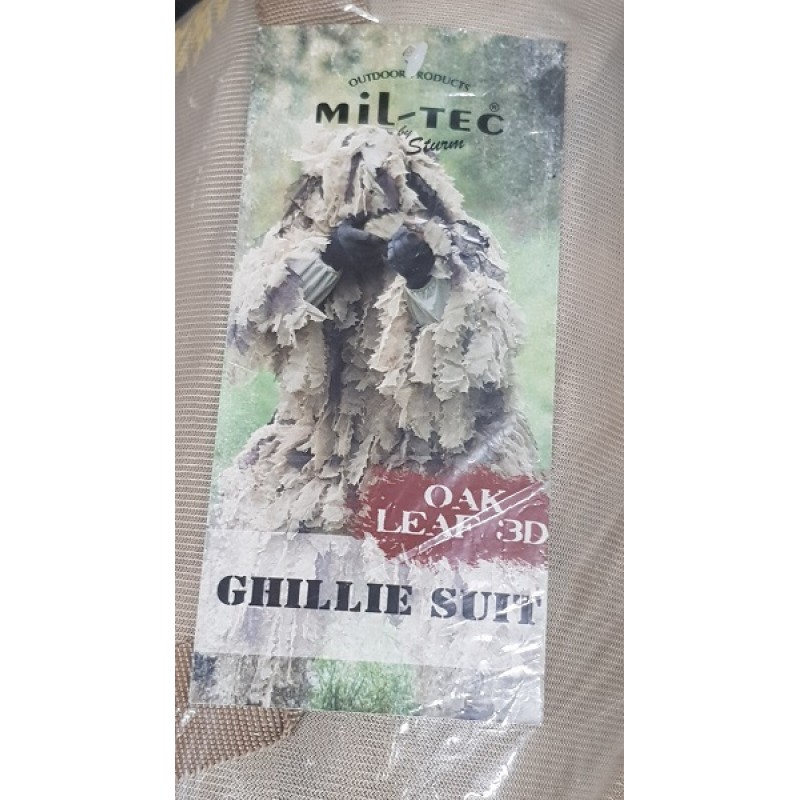 OUTDOOR PRODUCTS
MiL-TEC®
by Sturm
OAK
LEAF 3D
GHILLIE SUIT